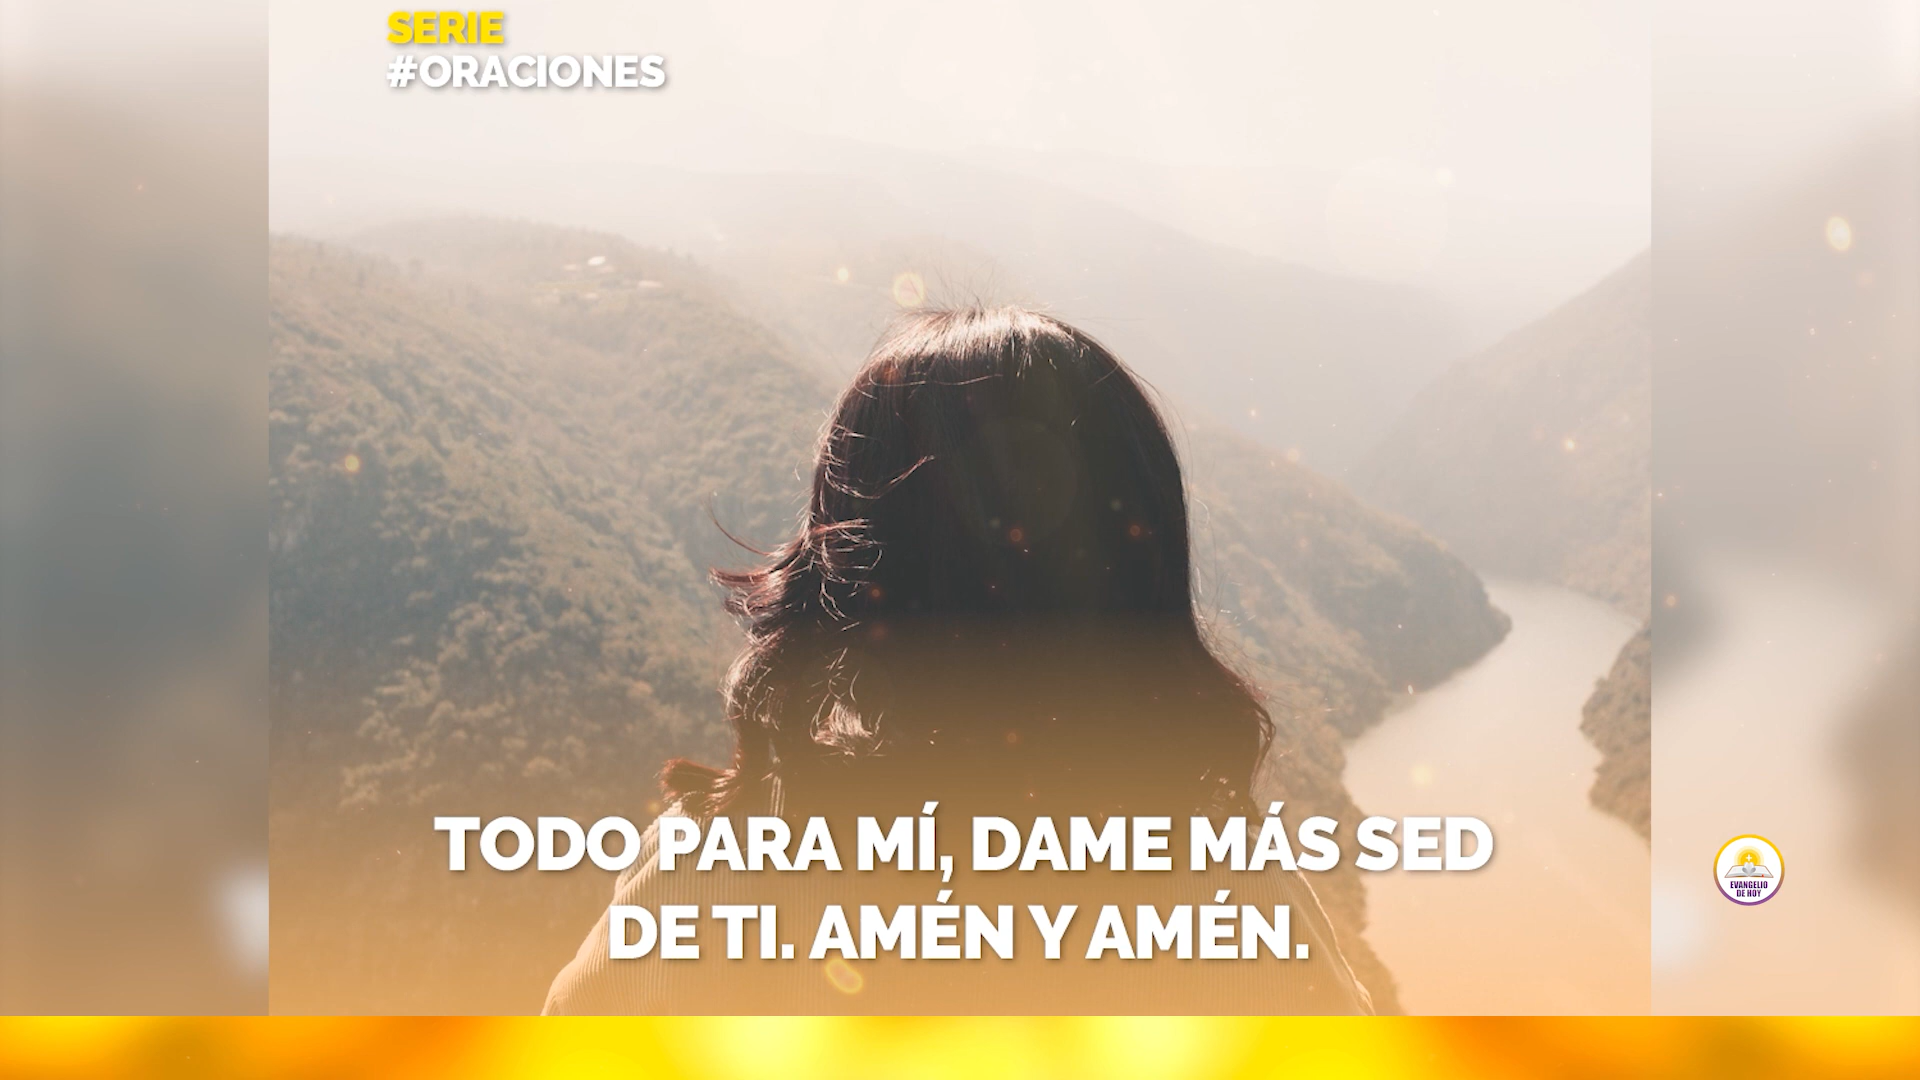 SERIE
#ORACIONES
TODO PARA MÍ, DAME MÁS SED
DE TI. AMÉN Y AMÉN.
EVANGELIO
DE HOY